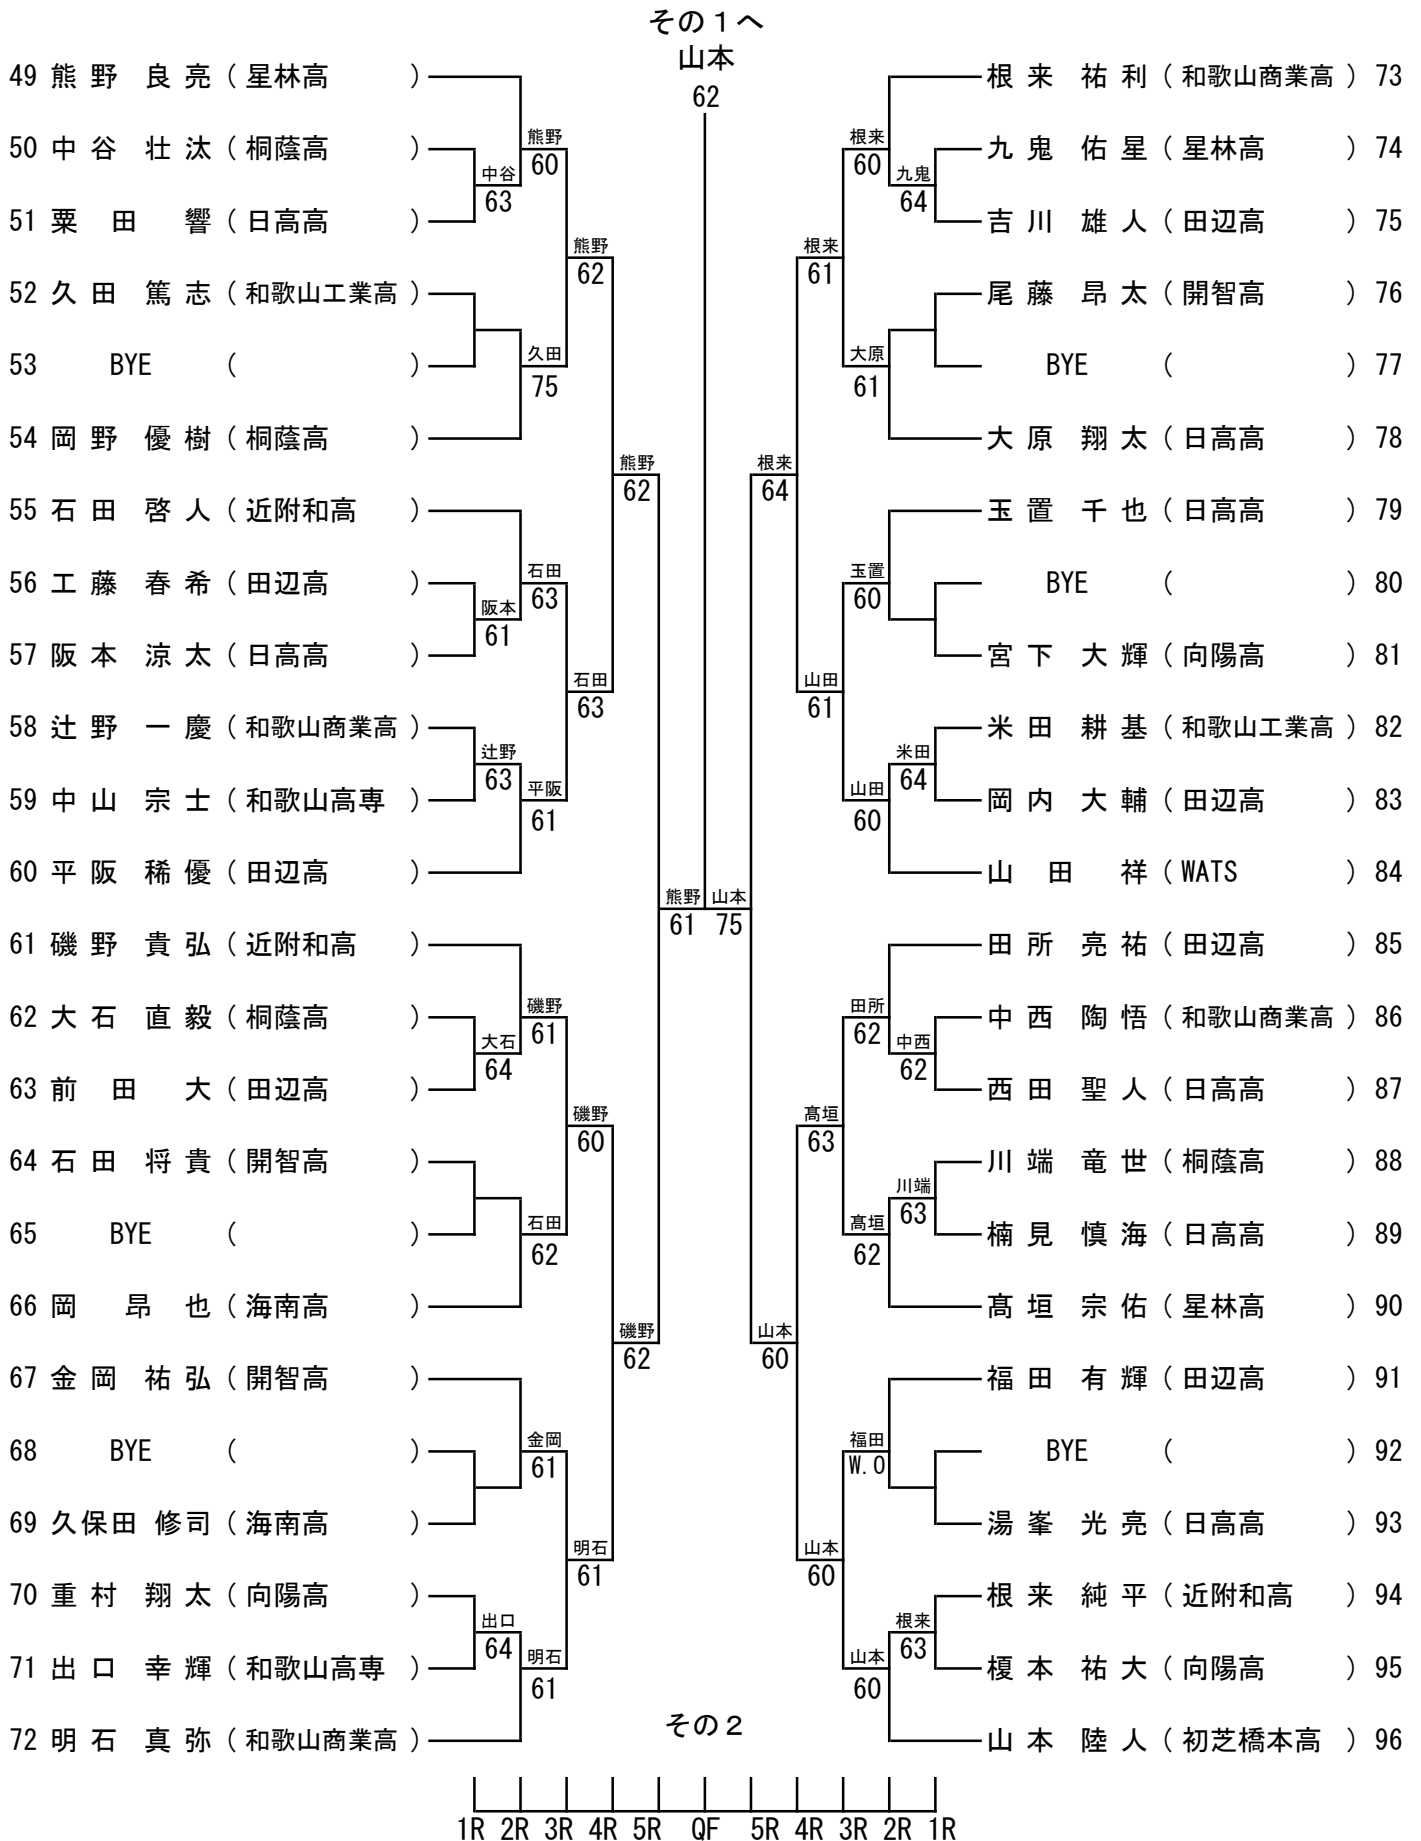 その１へ
山本
62
49 熊野 良亮 ( 星林高 )
50 中谷 壮汰 ( 桐蔭高 )
51 粟田 響 ( 日高高 )
52 久田 篤志 ( 和歌山工業高 )
53 BYE ( )
54 岡野 優樹 ( 桐蔭高 )
55 石田 啓人 ( 近附和高 )
56 工藤 春希 ( 田辺高 )
57 阪本 涼太 ( 日高高 )
58 辻野 一慶 ( 和歌山商業高 )
59 中山 宗士 ( 和歌山高専 )
60 平阪 稀優 ( 田辺高 )
61 磯野 貴弘 ( 近附和高 )
62 大石 直毅 ( 桐蔭高 )
63 前田 大 ( 田辺高 )
64 石田 将貴 ( 開智高 )
65 BYE ( )
66 岡 昂也 ( 海南高 )
67 金岡 祐弘 ( 開智高 )
68 BYE ( )
69 久保田 修司 ( 海南高 )
70 重村 翔太 ( 向陽高 )
71 出口 幸輝 ( 和歌山高専 )
72 明石 真弥 ( 和歌山商業高 )
中谷
63
阪本
61
辻野
63
大石
64
出口
64
熊野
60
久田
75
石田
63
平阪
61
磯野
61
石田
62
金岡
61
明石
61
熊野
62
石田
63
磯野
60
明石
61
熊野
62
磯野
62
熊野
61
山本
75
根来
64
山本
60
根来
61
山田
61
髙垣
63
山本
60
根来
60
大原
61
玉置
60
山田
60
田所
62
髙垣
62
福田
W.O
山本
60
九鬼
64
米田
64
中西
62
川端
63
根来
63
根来 祐利 ( 和歌山商業高 ) 73
九鬼 佑星 ( 星林高 ) 74
吉川 雄人 ( 田辺高 ) 75
尾藤 昂太 ( 開智高 ) 76
BYE ( ) 77
大原 翔太 ( 日高高 ) 78
玉置 千也 ( 日高高 ) 79
BYE ( ) 80
宮下 大輝 ( 向陽高 ) 81
米田 耕基 ( 和歌山工業高 ) 82
岡内 大輔 ( 田辺高 ) 83
山田 祥 ( WATS ) 84
田所 亮祐 ( 田辺高 ) 85
中西 陶悟 ( 和歌山商業高 ) 86
西田 聖人 ( 日高高 ) 87
川端 竜世 ( 桐蔭高 ) 88
楠見 慎海 ( 日高高 ) 89
髙垣 宗佑 ( 星林高 ) 90
福田 有輝 ( 田辺高 ) 91
BYE ( ) 92
湯峯 光亮 ( 日高高 ) 93
根来 純平 ( 近附和高 ) 94
榎本 祐大 ( 向陽高 ) 95
山本 陸人 ( 初芝橋本高 ) 96
その２
1R 2R 3R 4R 5R QF 5R 4R 3R 2R 1R